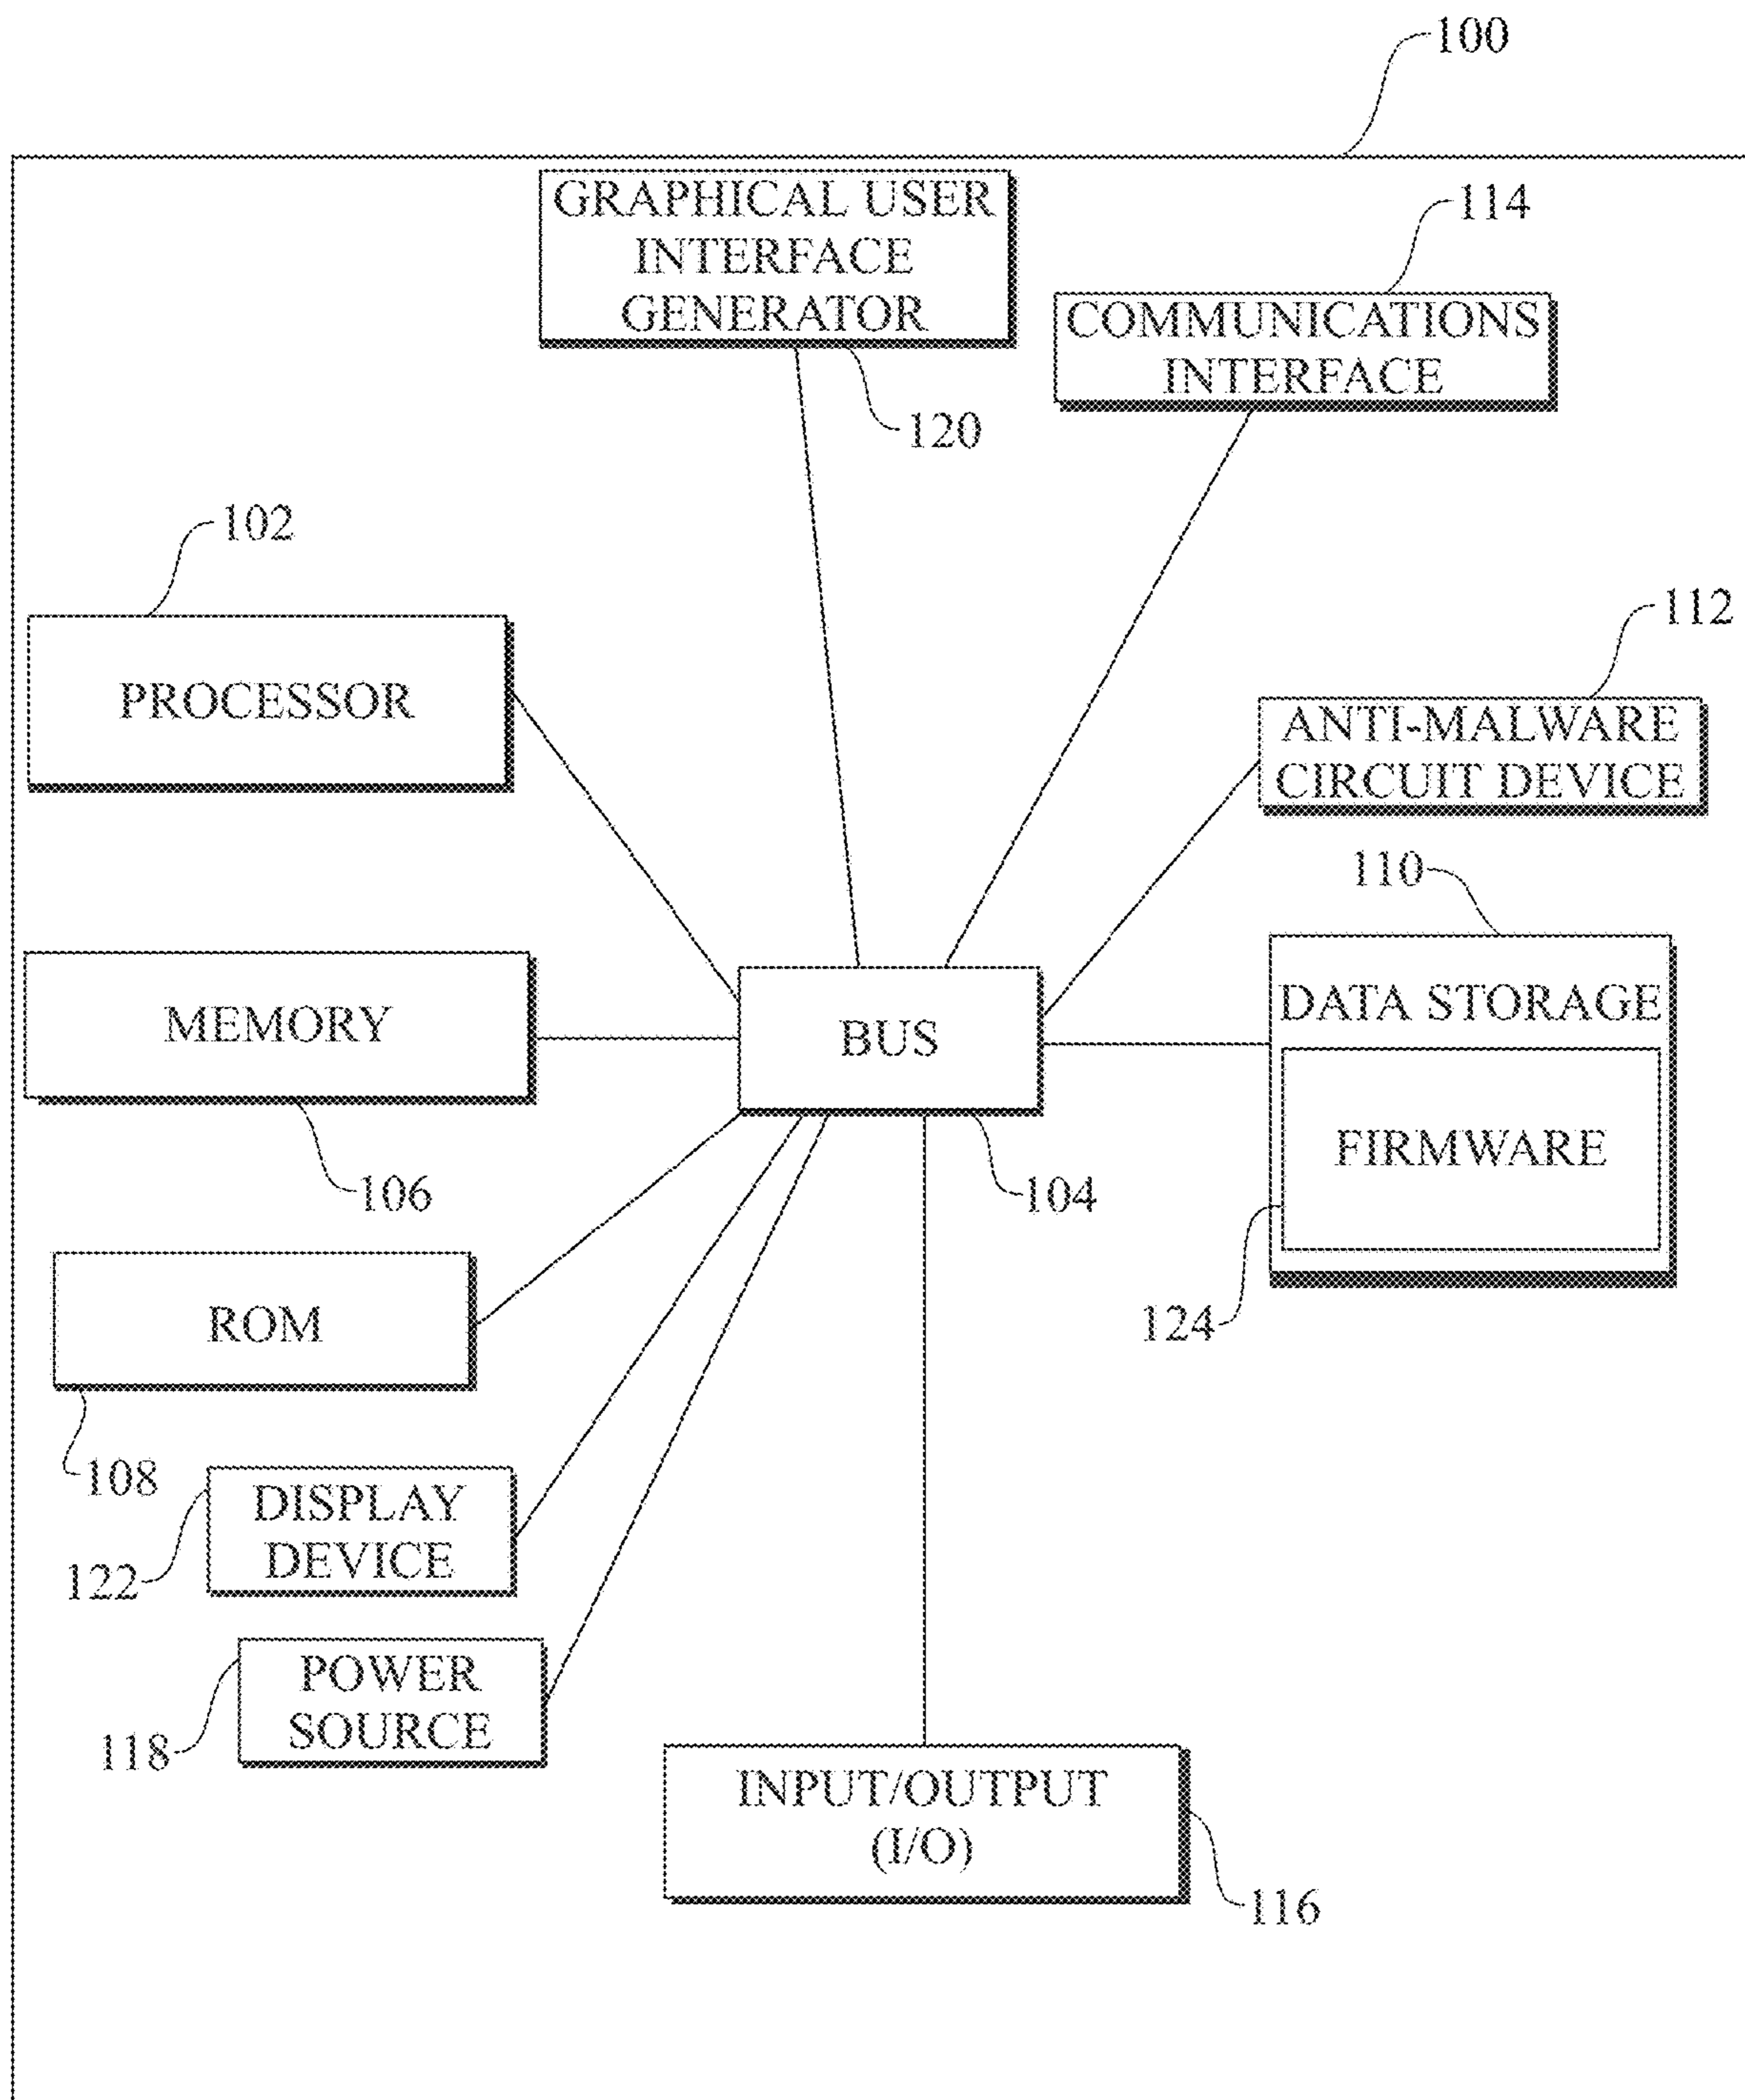 100
GRAPHICAL USER
INTERFACE
GENERATOR
120
114
COMMUNICATIONS
INTERFACE
102
PROCESSOR
112
ANTI-MALWARE
CIRCUIT DEVICE
110
DATA STORAGE
FIRMWARE
124
MEMORY
106
BUS
104
ROM
108
DISPLAY
DEVICE
122
POWER
SOURCE
118
INPUT/OUTPUT
(I/O)
116